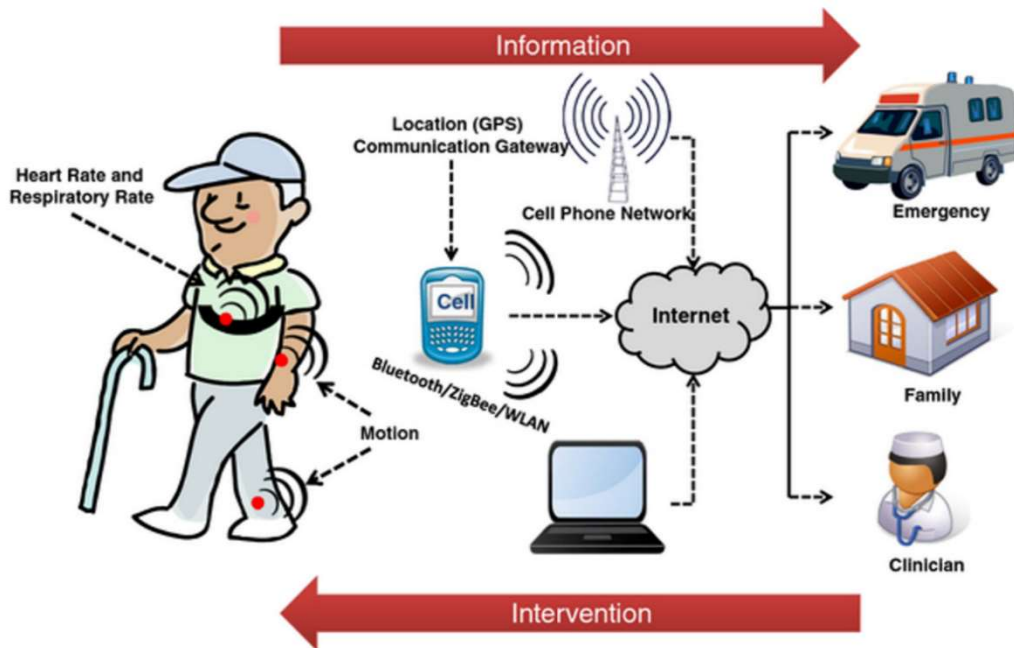 Information
Location (GPS)
Communication Gateway
Heart Rate and
Respiratory Rate
Cell Phone Network
Emergency
Cell
Internet
Bluetooth/ZigBee/WLAN
Family
Motion
Clinician
Intervention